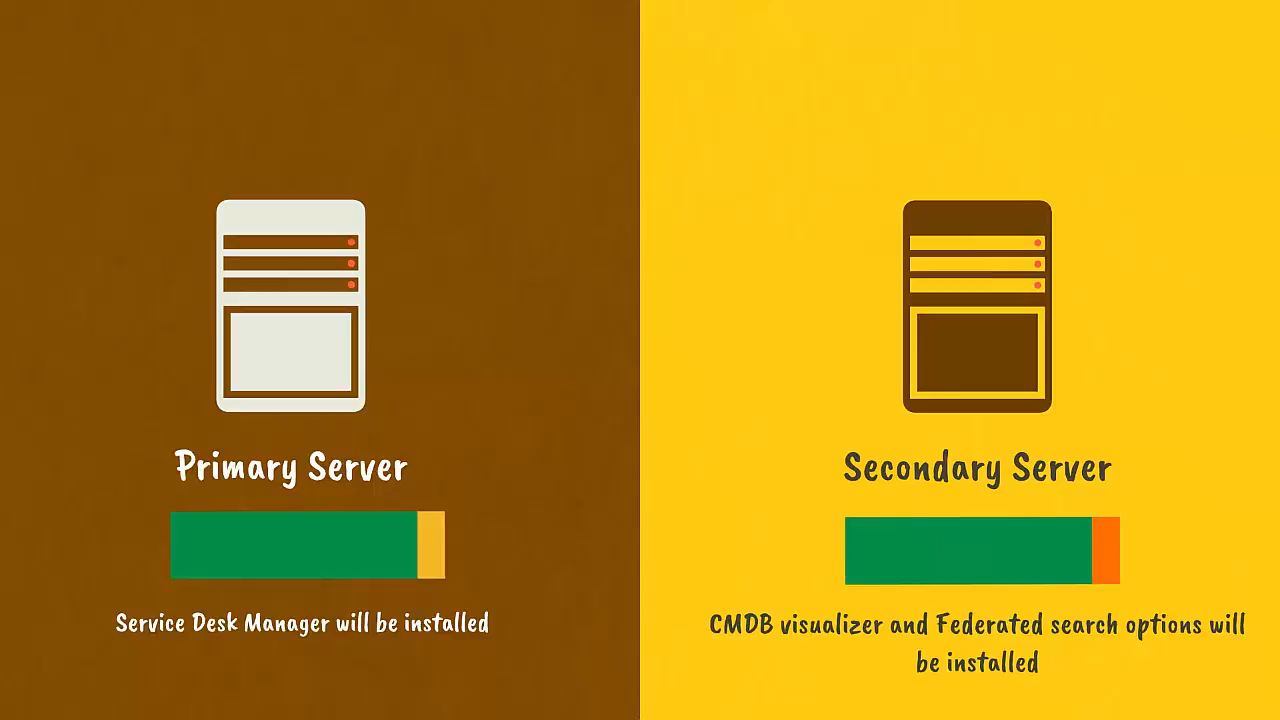 Primary Server
Service Desk Manager will be installed
Secondary Server
CMDB visualizer and Federated search options will
be installed